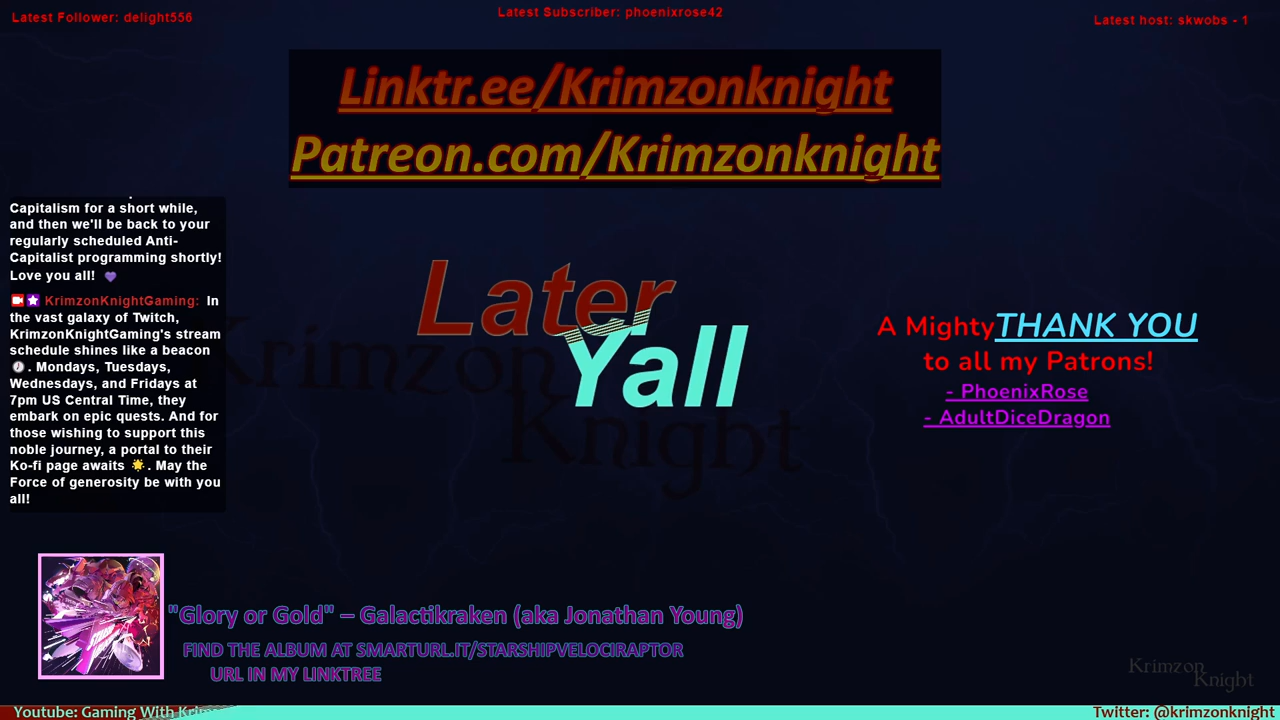 Latest Follower: delight556
Latest Subscriber: phoenixrose42
Latest host: skwobs - 1
Linktr.ee/Krimzonknight
Patreon.com/Krimzonknight
Capitalism for a short while,
and then we'll be back to your
regularly scheduled Anti-
Capitalist programming shortly!
Love you all! 💜
KrimzonKnightGaming: In
the vast galaxy of Twitch,
KrimzonKnightGaming's stream
schedule shines like a beacon
🕖. Mondays, Tuesdays,
Wednesdays, and Fridays at
7pm US Central Time, they
embark on epic quests. And for
those wishing to support this
noble journey, a portal to their
Ko-fi page awaits 🌟. May the
Force of generosity be with you
all!
Later
Yall
Krimzon
Knight
A Mighty THANK YOU
to all my Patrons!
- PhoenixRose
- AdultDiceDragon
"Glory or Gold" – Galactikraken (aka Jonathan Young)
FIND THE ALBUM AT SMARTURL.IT/STARSHIPVELOCIRAPTOR
URL IN MY LINKTREE
Krimzon
Knight
Youtube: Gaming With
Twitter: @krimzonknight